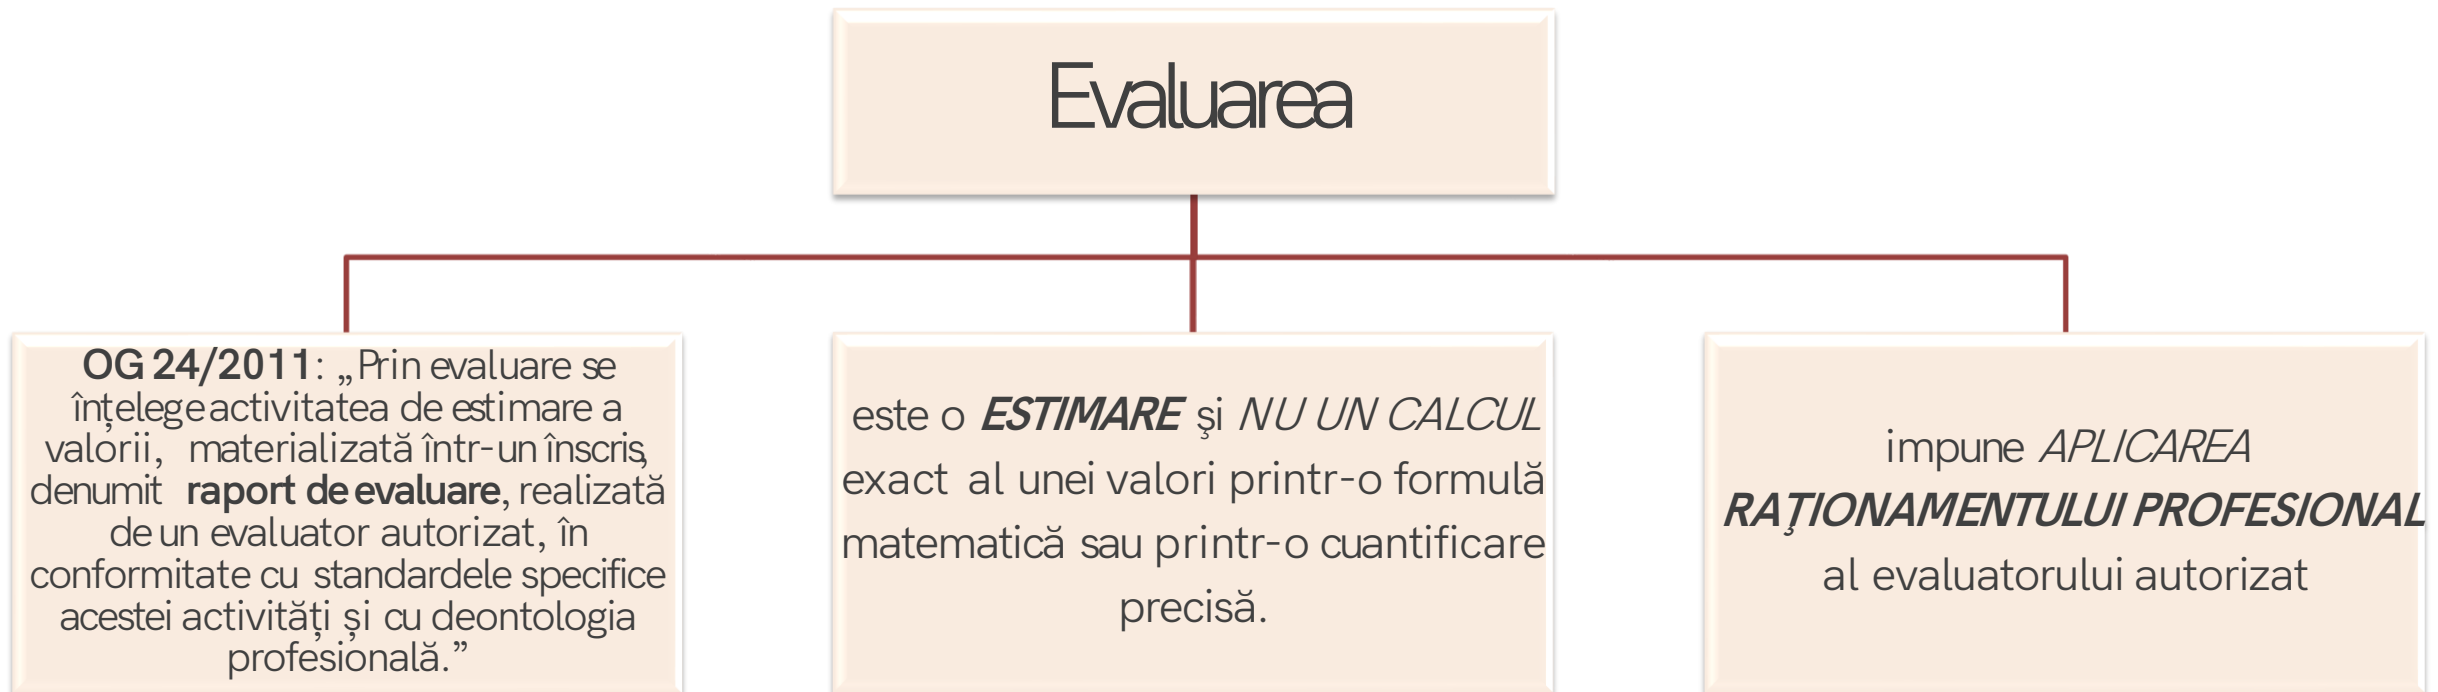 Evaluarea
OG 24/2011: „Prin evaluare se
înțelege activitatea de estimare a
valorii, materializată într-un înscris,
denumit raport de evaluare, realizată
de un evaluator autorizat, în
conformitate cu standardele specifice
acestei activități și cu deontologia
profesională.”
este o ESTIMARE şi NU UN CALCUL
exact al unei valori printr-o formulă
matematică sau printr-o cuantificare
precisă.
impune APLICAREA
RAŢIONAMENTULUI PROFESIONAL
al evaluatorului autorizat